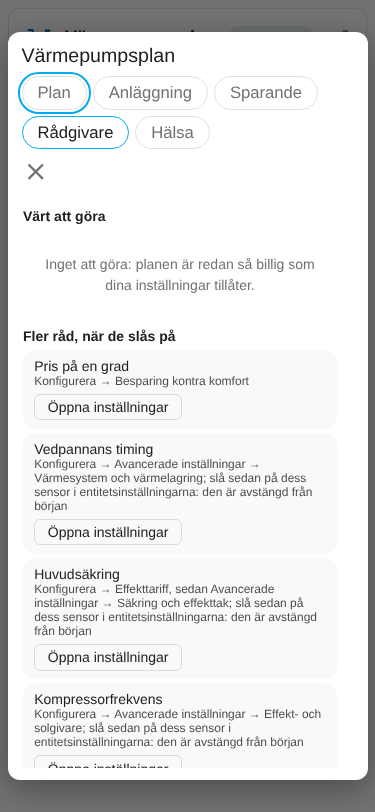 Värmepumpsplan
Plan
Anläggning
Sparande
Rådgivare
Hälsa
Värt att göra
Inget att göra: planen är redan så billig som
dina inställningar tillåter.
Fler råd, när de slås på
Pris på en grad
Konfigurera → Besparing kontra komfort
Öppna inställningar
Vedpannans timing
Konfigurera → Avancerade inställningar →
Värmesystem och värmelagring; slå sedan på dess
sensor i entitetsinställningarna: den är avstängd från
början
Öppna inställningar
Huvudsäkring
Konfigurera → Effekttariff, sedan Avancerade
inställningar → Säkring och effekttak; slå sedan på
dess sensor i entitetsinställningarna: den är avstängd
från början
Öppna inställningar
Kompressorfrekvens
Konfigurera → Avancerade inställningar → Effekt- och
solgivare; slå sedan på dess sensor i
entitetsinställningarna: den är avstängd från början
Öppna inställningar